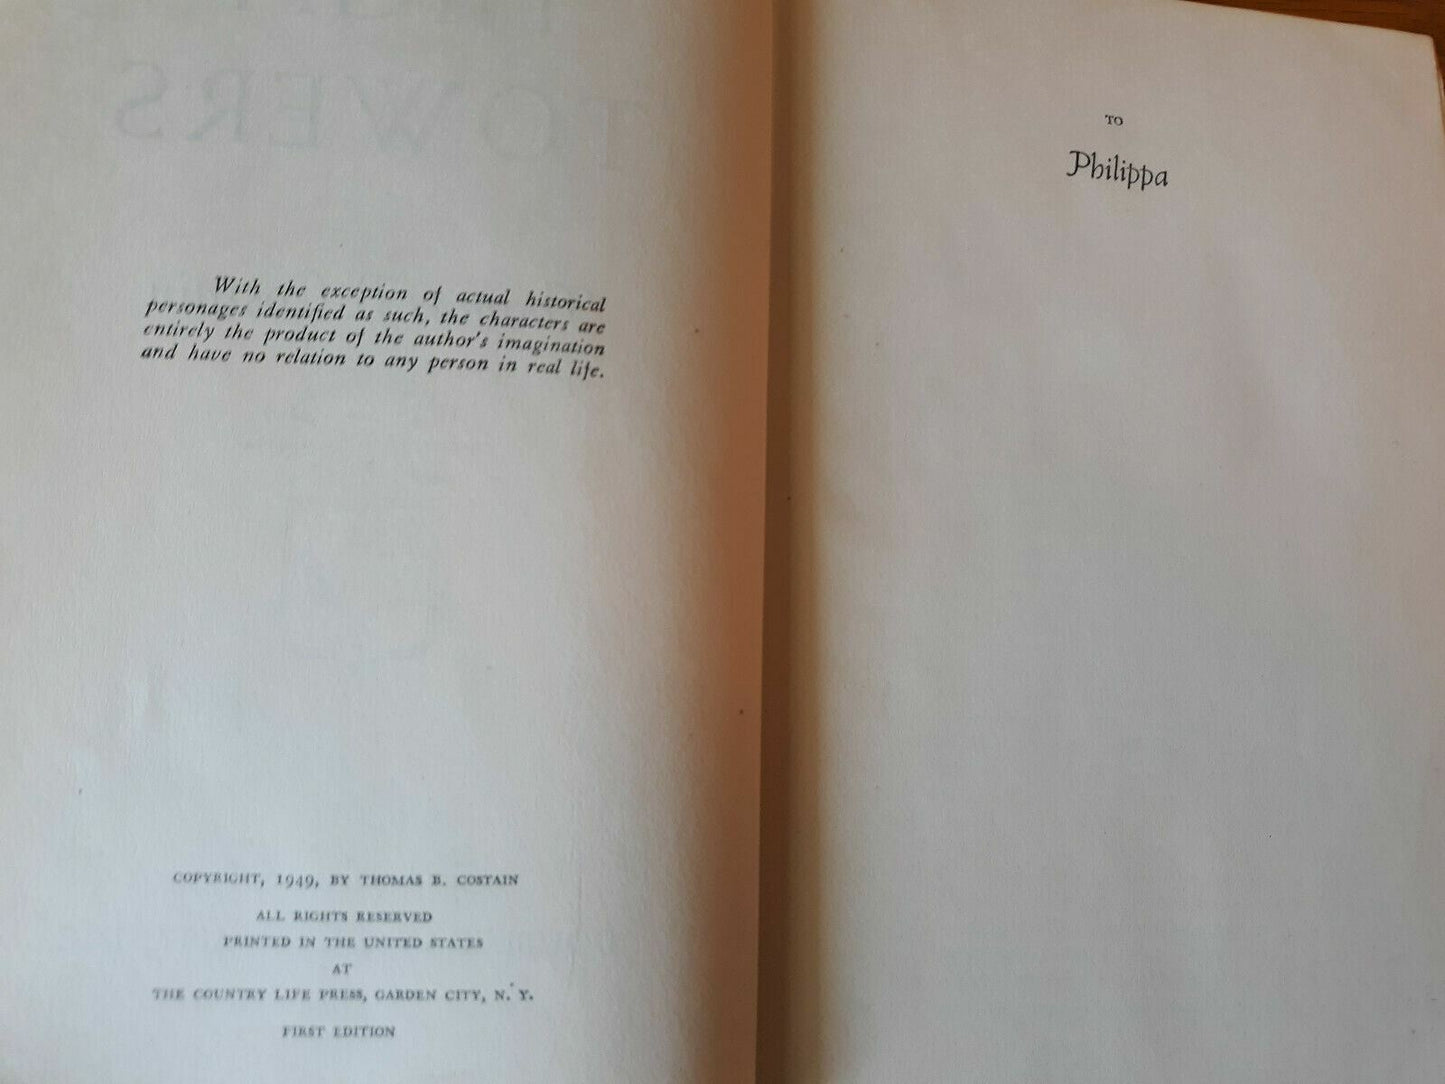 With the exception of actual historical
personages identified as such, the characters are
entirely the product of the author's imagination
and have no relation to any person in real life.
COPYRIGHT, 1949, BY THOMAS B. COSTAIN
ALL RIGHTS RESERVED
PRINTED IN THE UNITED STATES
AT
THE COUNTRY LIFE PRESS, GARDEN CITY, N. Y.
FIRST EDITION
TO
Philippa
TOWERS